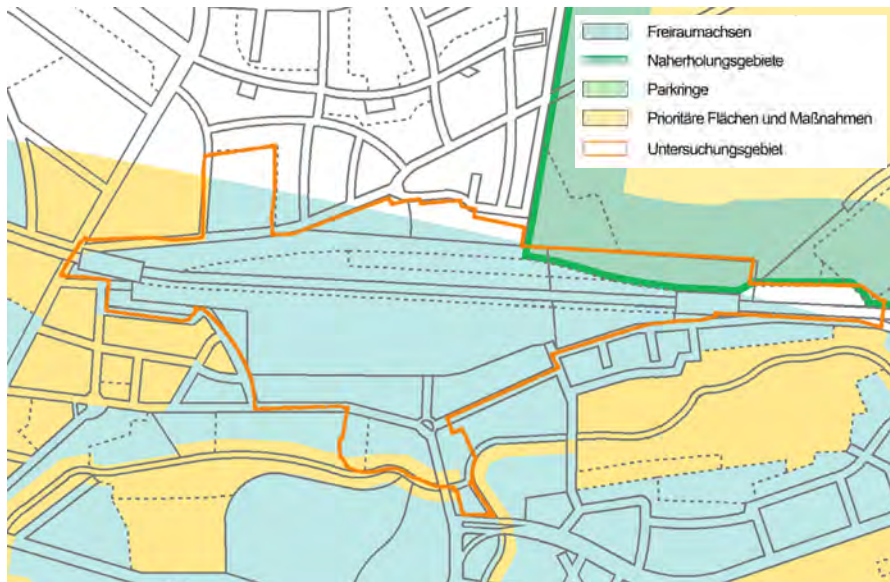 Freiraumachsen
Naherholungsgebiete
Parkringe
Prioritäre Flächen und Maßnahmen
Untersuchungsgebiet